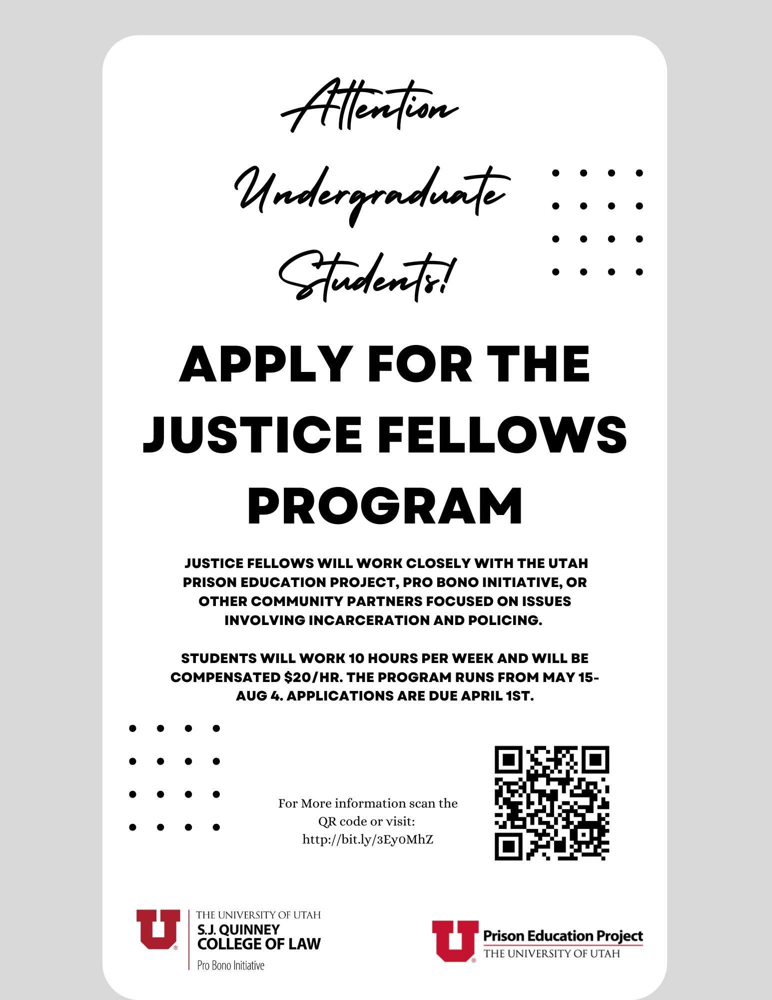 Attention
Undergraduate
Students!
APPLY FOR THE
JUSTICE FELLOWS
PROGRAM
JUSTICE FELLOWS WILL WORK CLOSELY WITH THE UTAH
PRISON EDUCATION PROJECT, PRO BONO INITIATIVE, OR
OTHER COMMUNITY PARTNERS FOCUSED ON ISSUES
INVOLVING INCARCERATION AND POLICING.
STUDENTS WILL WORK 10 HOURS PER WEEK AND WILL BE
COMPENSATED $20/HR. THE PROGRAM RUNS FROM MAY 15-
AUG 4. APPLICATIONS ARE DUE APRIL 1ST.
For More information scan the
QR code or visit:
http://bit.ly/3Ey0MhZ
U®
THE UNIVERSITY OF UTAH
S.J. QUINNEY
COLLEGE OF LAW
Pro Bono Initiative
U®
Prison Education Project
THE UNIVERSITY OF UTAH